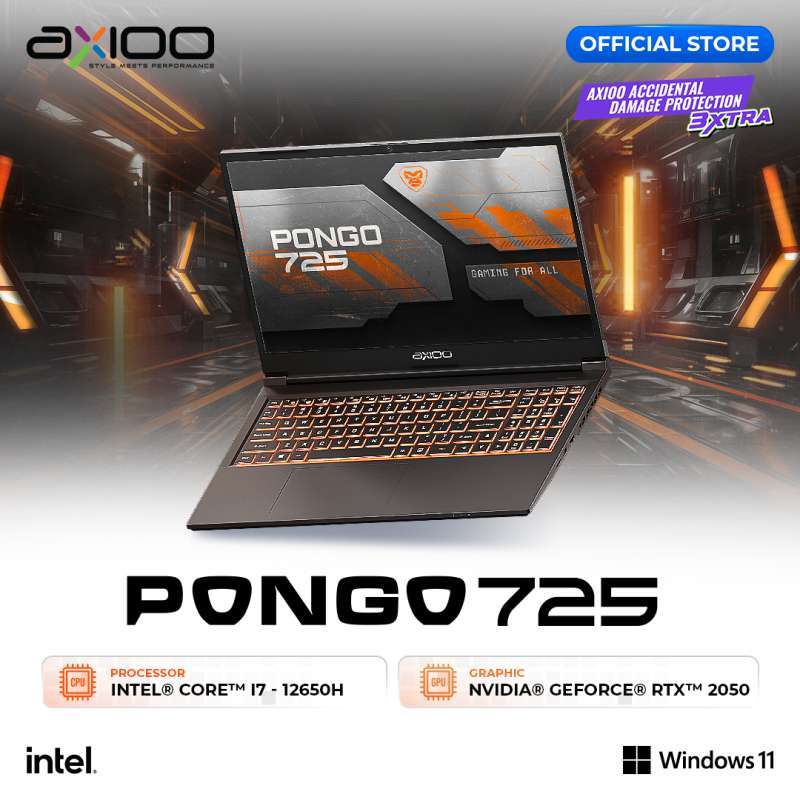 axioo
STYLE MEETS PERFORMANCE
OFFICIAL STORE
AXIOO ACCIDENTAL
DAMAGE PROTECTION
3XTRA
PONGO
725
GAMING FOR ALL
axioo
PONGO 725
CPU
PROCESSOR
INTEL® CORE™ I7 - 12650H
GPU
GRAPHIC
NVIDIA® GEFORCE® RTX™ 2050
intel.
Windows 11